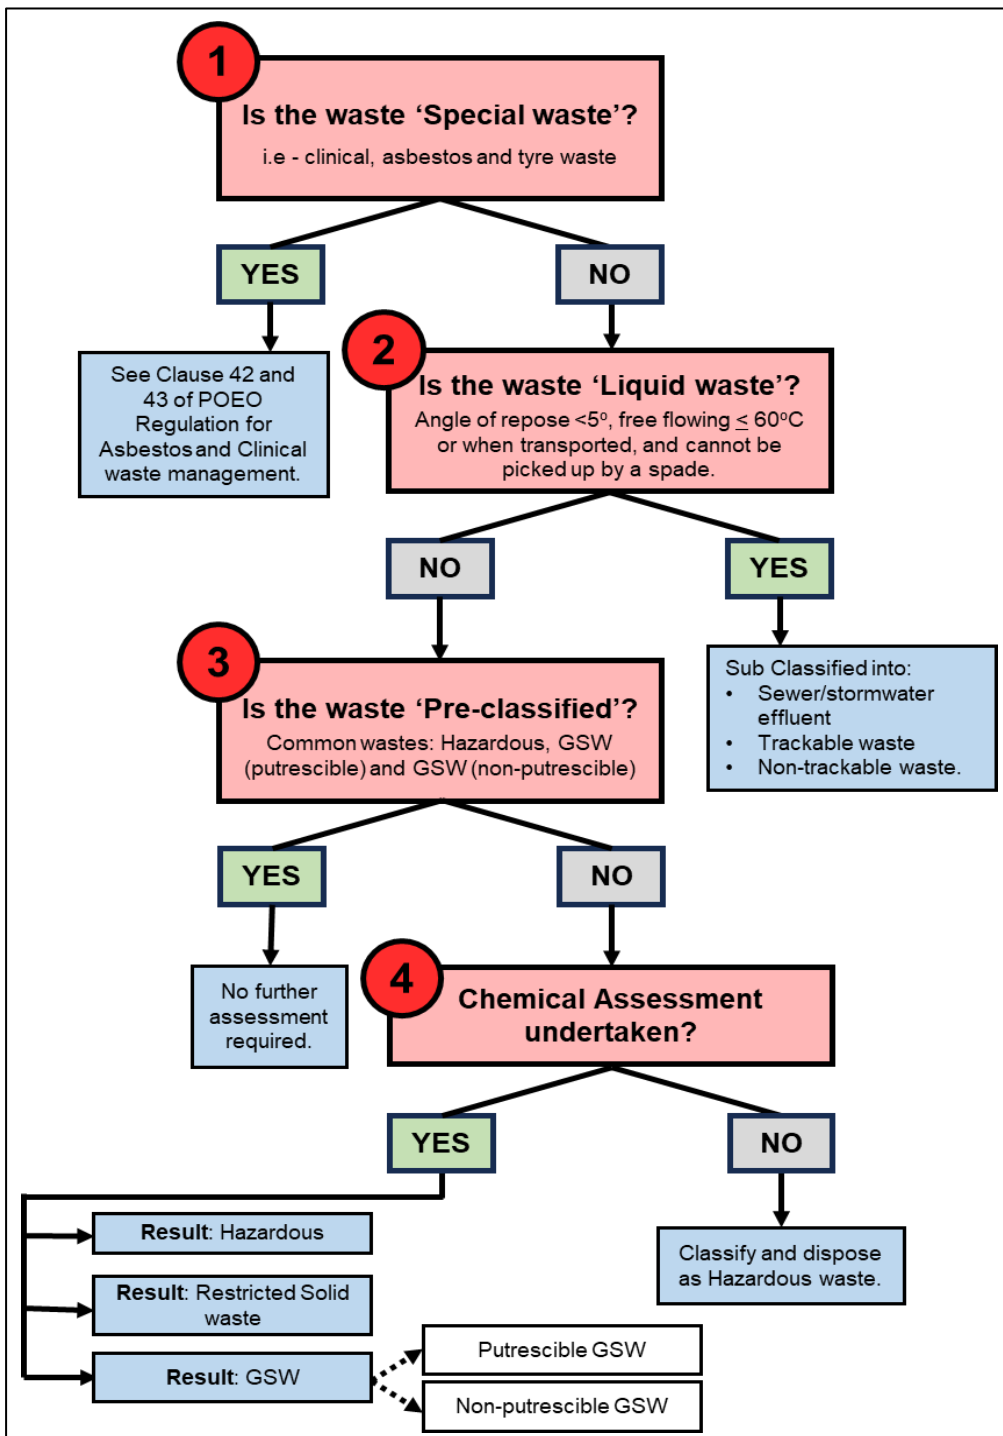 1
Is the waste ‘Special waste’?
i.e - clinical, asbestos and tyre waste
YES
NO
See Clause 42 and
43 of POEO
Regulation for
Asbestos and Clinical
waste management.
2
Is the waste ‘Liquid waste’?
Angle of repose <5º, free flowing ≤ 60ºC
or when transported, and cannot be
picked up by a spade.
NO
YES
Sub Classified into:
• Sewer/stormwater
effluent
• Trackable waste
• Non-trackable waste.
3
Is the waste ‘Pre-classified’?
Common wastes: Hazardous, GSW
(putrescible) and GSW (non-putrescible)
YES
NO
No further
assessment
required.
4
Chemical Assessment
undertaken?
YES
NO
Result: Hazardous
Result: Restricted Solid
waste
Result: GSW
Classify and dispose
as Hazardous waste.
Putrescible GSW
Non-putrescible GSW